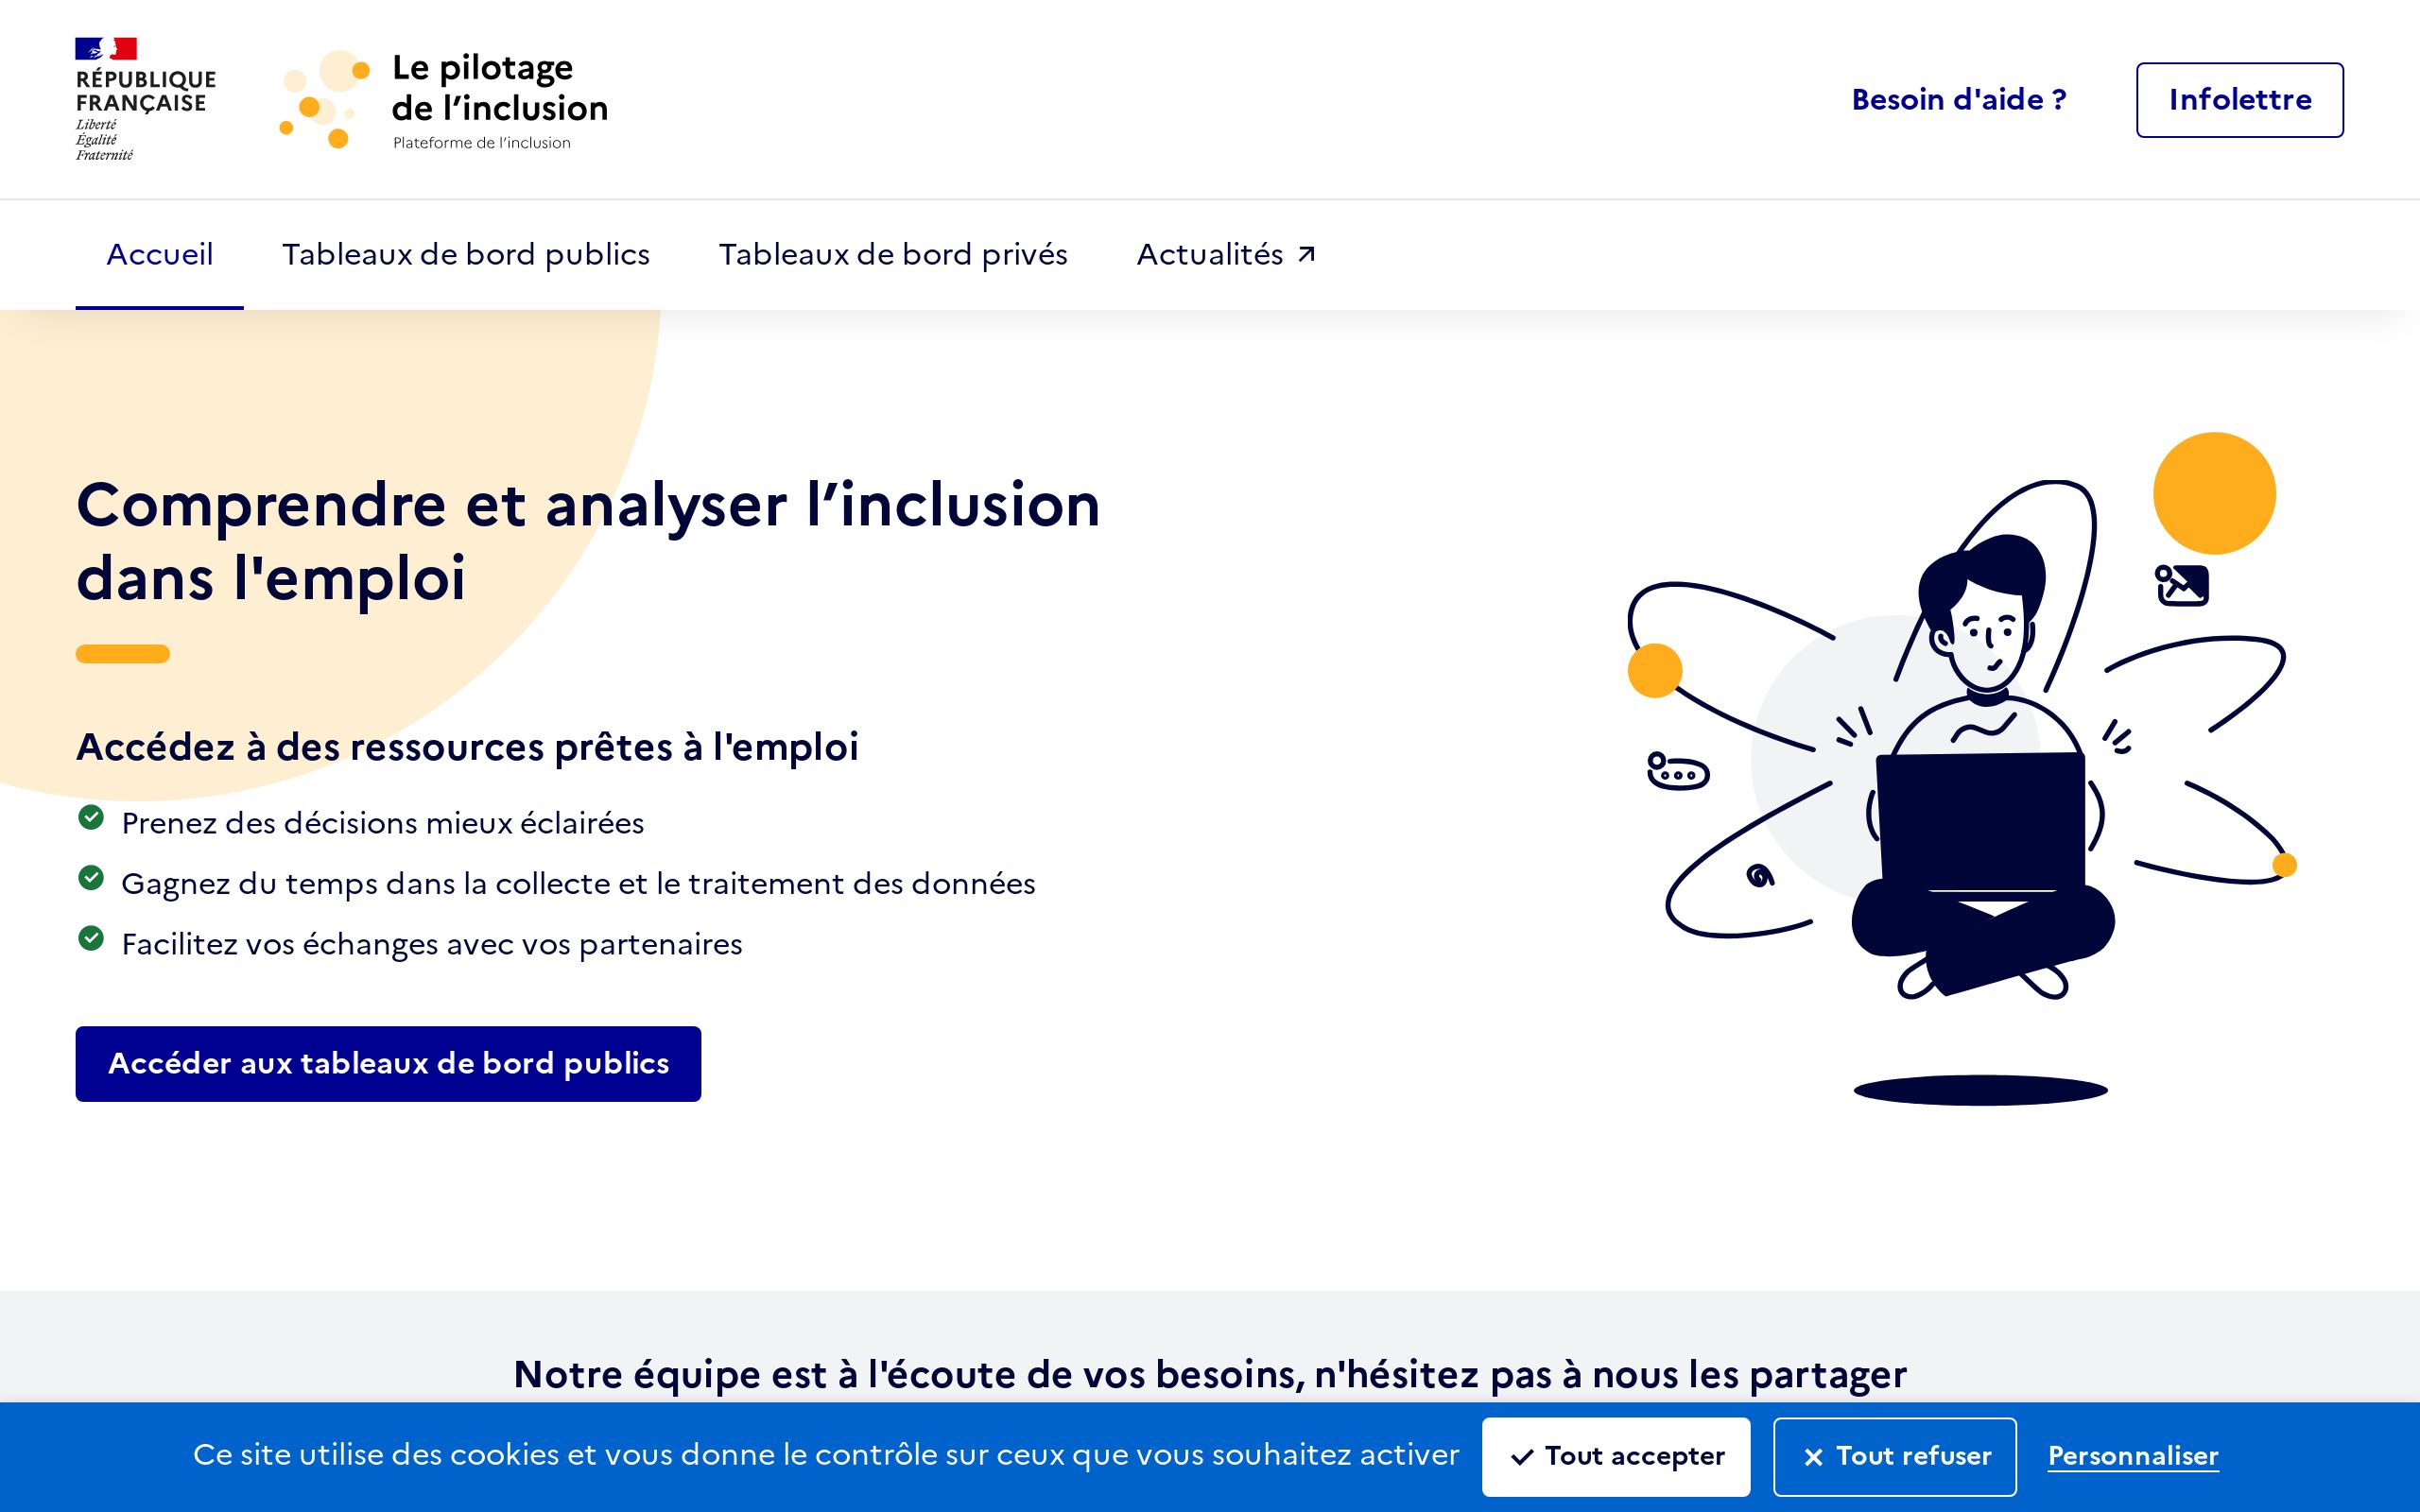 RÉPUBLIQUE
FRANÇAISE
Liberté
Égalité
Fraternité
Le pilotage
de l’inclusion
Plateforme de l’inclusion
Besoin d'aide ?
Infolettre
Accueil
Tableaux de bord publics
Tableaux de bord privés
Actualités
Comprendre et analyser l’inclusion
dans l'emploi
Accédez à des ressources prêtes à l'emploi
Prenez des décisions mieux éclairées
Gagnez du temps dans la collecte et le traitement des données
Facilitez vos échanges avec vos partenaires
Accéder aux tableaux de bord publics
Notre équipe est à l'écoute de vos besoins, n'hésitez pas à nous les partager
Ce site utilise des cookies et vous donne le contrôle sur ceux que vous souhaitez activer
Tout accepter
Tout refuser
Personnaliser